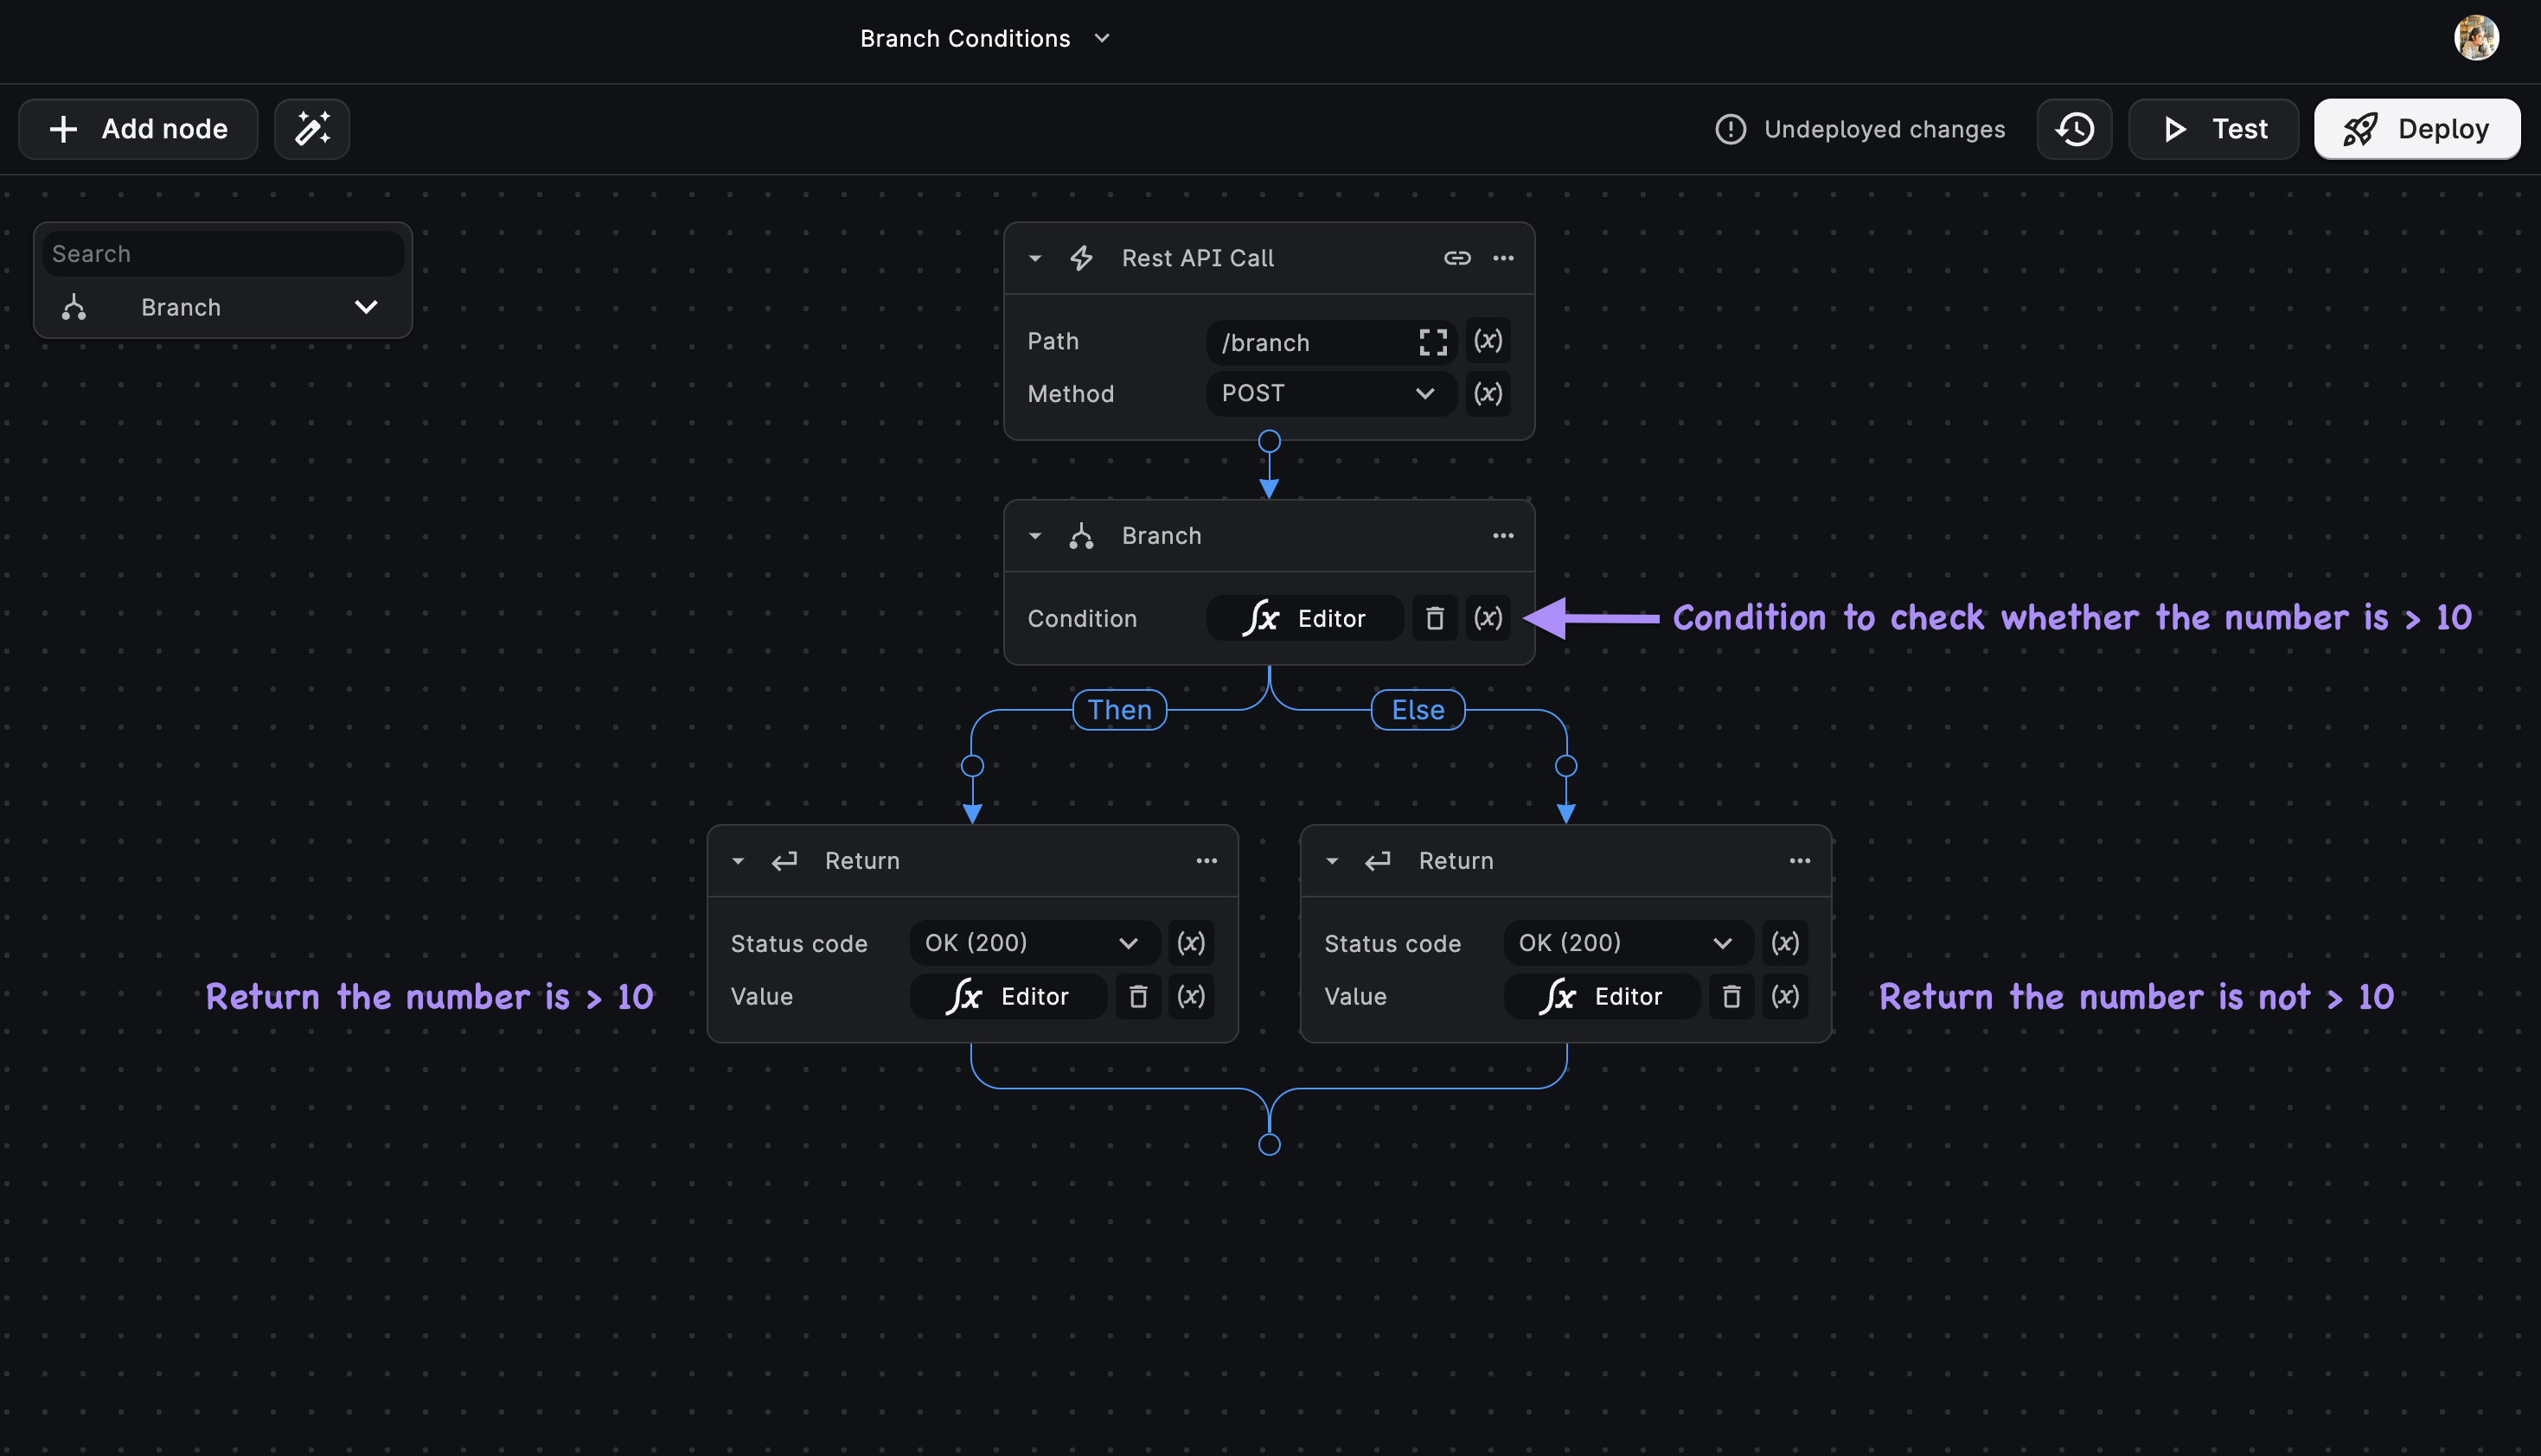 Branch Conditions
Add node
Undeployed changes
Test
Deploy
Search
Branch
Rest API Call
Path
/branch
(x)
Method
POST
(x)
Branch
Condition
fx Editor
(x)
Condition to check whether the number is > 10
Then
Else
Return
Status code
OK (200)
(x)
Value
fx Editor
(x)
Return the number is > 10
Return
Status code
OK (200)
(x)
Value
fx Editor
(x)
Return the number is not > 10